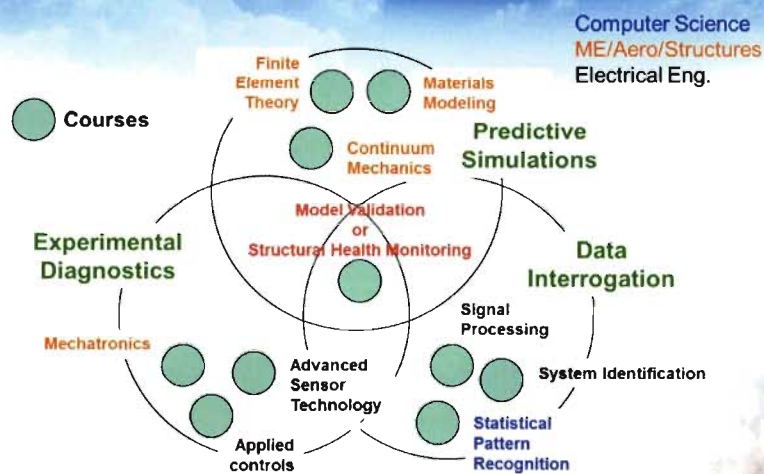 Computer Science
ME/Aero/Structures
Electrical Eng.
Courses
Finite
Element
Theory
Materials
Modeling
Continuum
Mechanics
Predictive
Simulations
Model Validation
or
Structural Health Monitoring
Experimental
Diagnostics
Data
Interrogation
Mechatronics
Advanced
Sensor
Technology
Applied
controls
Signal
Processing
System Identification
Statistical
Pattern
Recognition